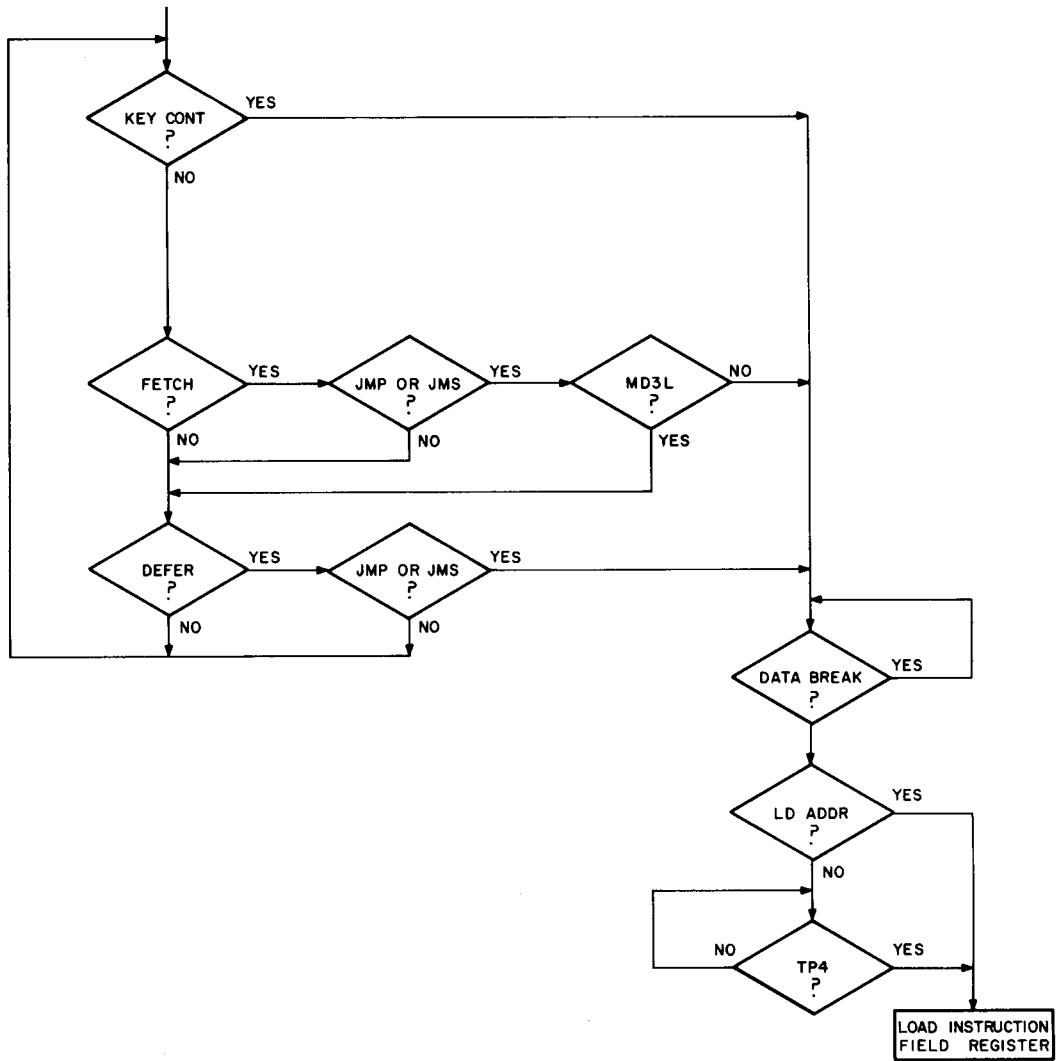 KEY CONT
?
YES
NO
FETCH
?
YES
NO
JMP OR JMS
?
YES
NO
MD3L
?
NO
YES
DEFER
?
YES
NO
JMP OR JMS
?
YES
NO
DATA BREAK
?
YES
LD ADDR
?
YES
NO
TP4
?
NO
YES
LOAD INSTRUCTION
FIELD REGISTER